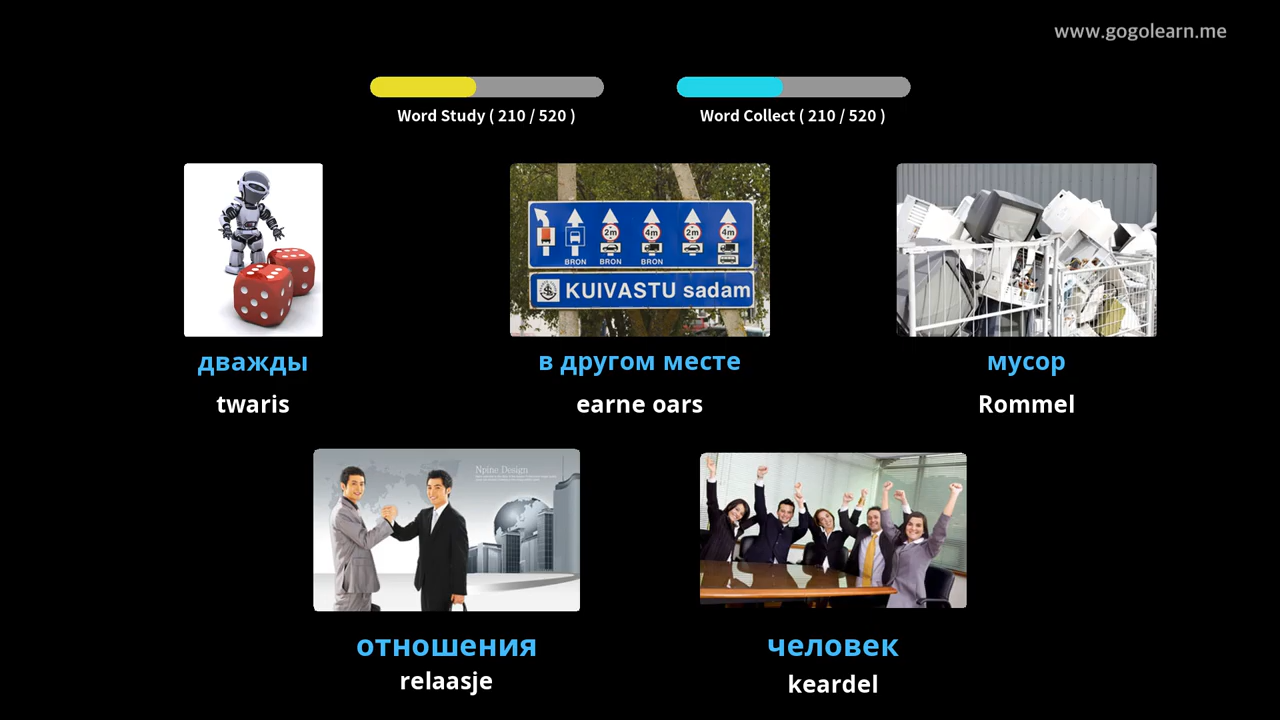 www.gogolearn.me
Word Study ( 210 / 520 )
Word Collect ( 210 / 520 )
2m
4m
2m
4m
BRON
BRON
BRON
KUIVASTU sadam
дважды
в другом месте
мусор
twaris
earne oars
Rommel
Npine Design
отношения
человек
relaasje
keardel